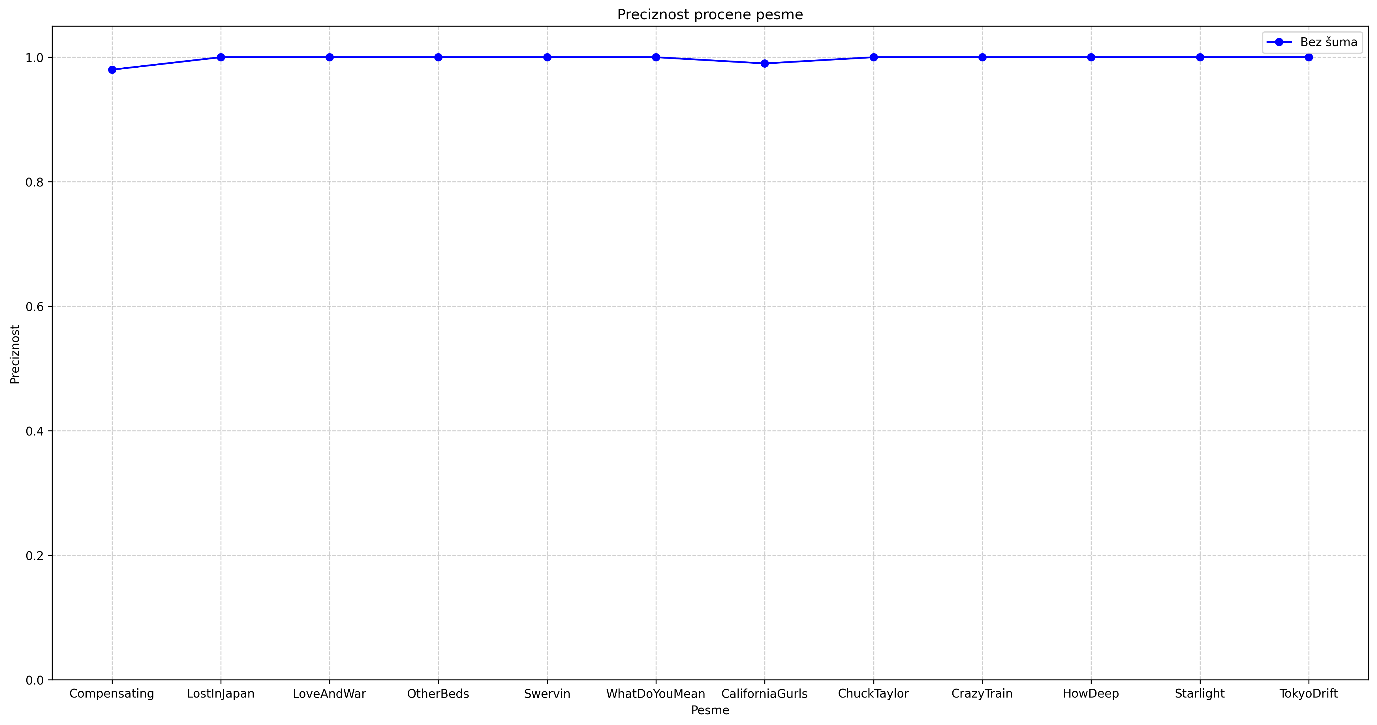 Preciznost procene pesme
Bez šuma
Preciznost
1.0
0.8
0.6
0.4
0.2
0.0
Compensating LostInJapan LoveAndWar OtherBeds Swervin WhatDoYouMean CaliforniaGurls ChuckTaylor CrazyTrain HowDeep Starlight TokyoDrift
Pesme